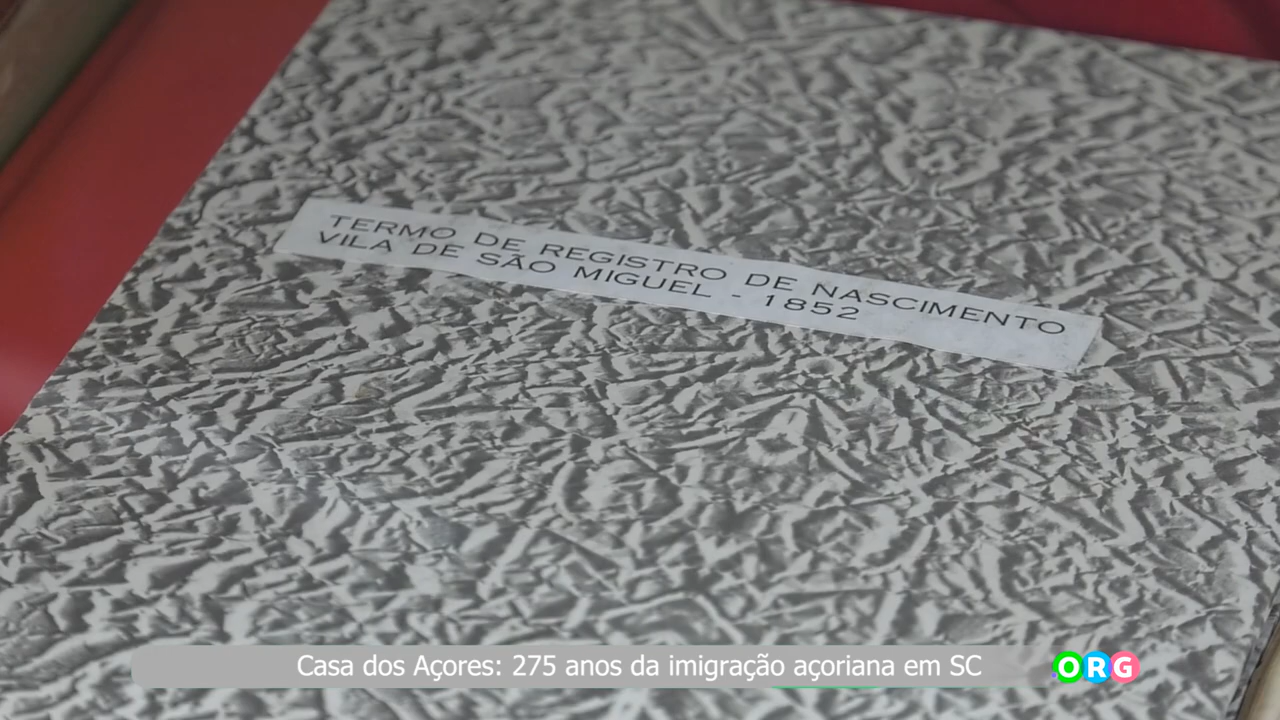 TERMO DE REGISTRO DE NASCIMENTO
VILA DE SÃO MIGUEL - 1852
Casa dos Açores: 275 anos da imigração açoriana em SC
.ORG